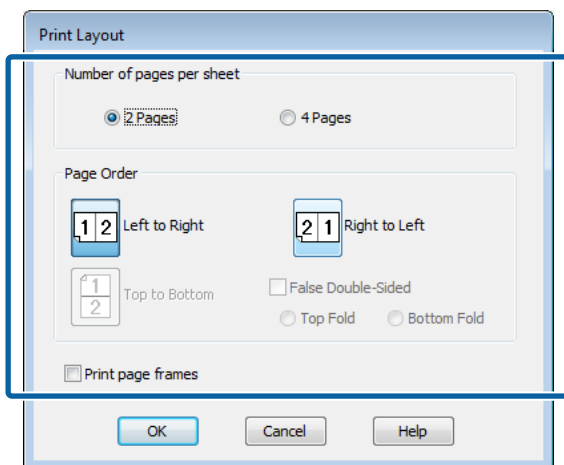 Print Layout
Number of pages per sheet
2 Pages 4 Pages
Page Order
1 2 Left to Right 2 1 Right to Left
1
2
Top to Bottom
False Double-Sided
Top Fold Bottom Fold
Print page frames
OK Cancel Help